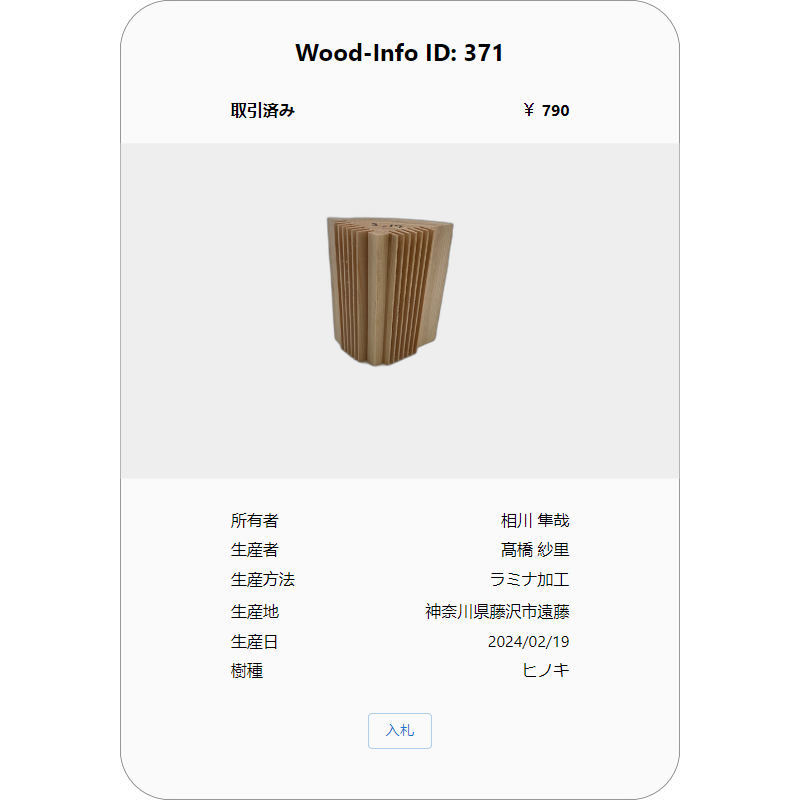 Wood-Info ID: 371
取引済み ￥ 790
所有者 相川 隼哉
生産者 髙橋 紗里
生産方法 ラミナ加工
生産地 神奈川県藤沢市遠藤
生産日 2024/02/19
樹種 ヒノキ
入札